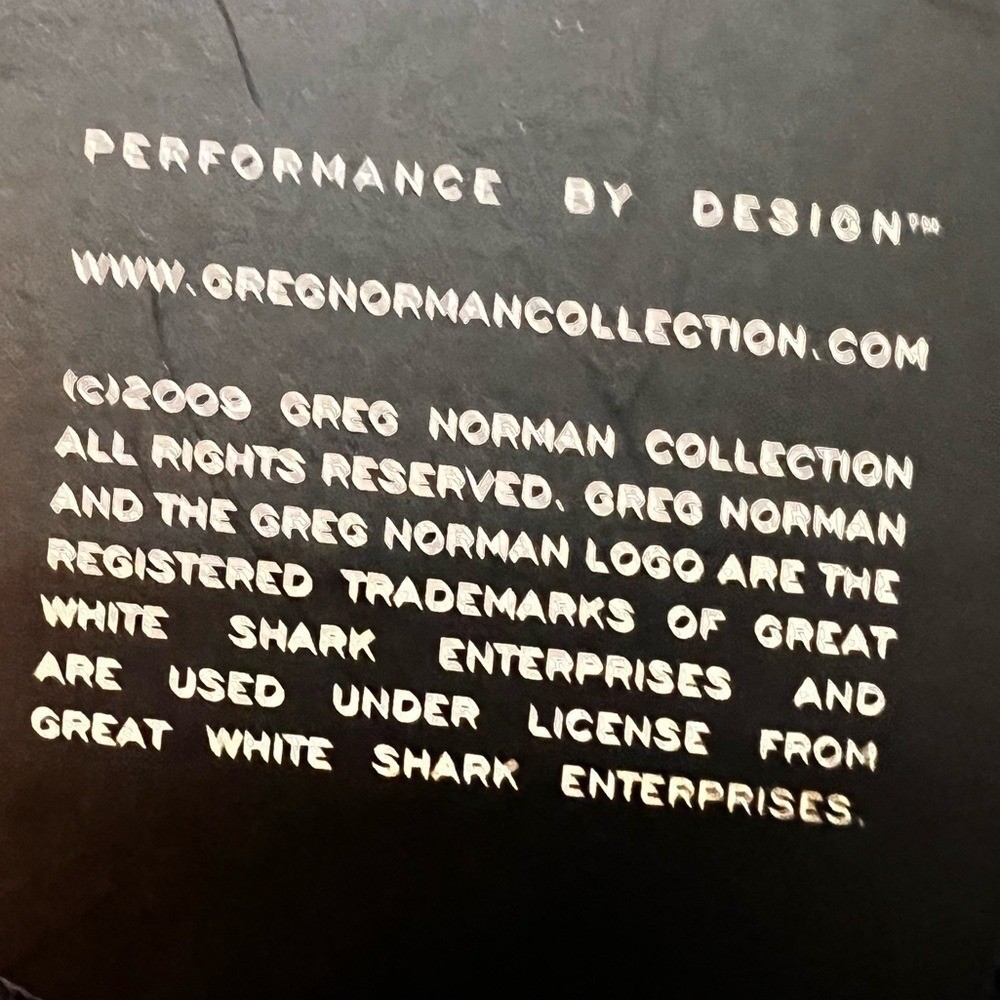 PERFORMANCE BY DESIGN™
WWW.GREGNORMANCOLLECTION.COM
(C)2009 GREG NORMAN COLLECTION
ALL RIGHTS RESERVED. GREG NORMAN
AND THE GREG NORMAN LOGO ARE THE
REGISTERED TRADEMARKS OF GREAT
WHITE SHARK ENTERPRISES AND
ARE USED UNDER LICENSE FROM
GREAT WHITE SHARK ENTERPRISES.